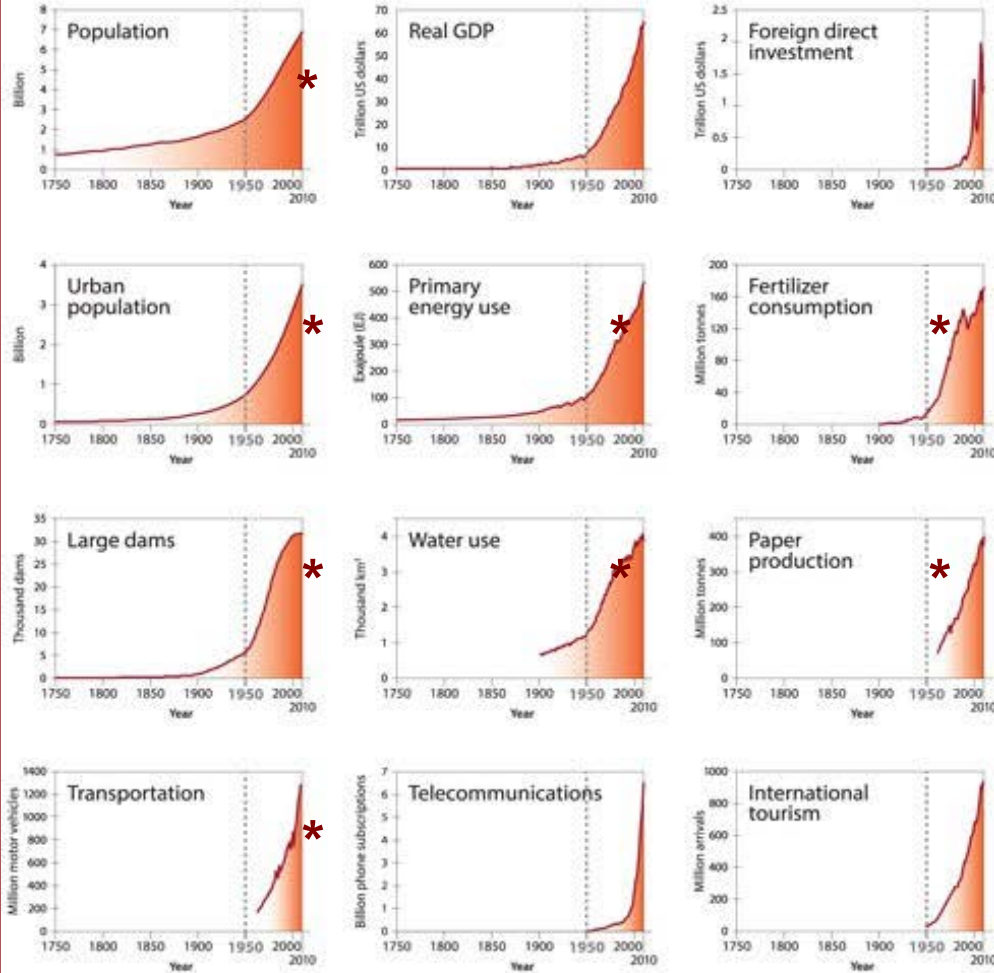 Population
Billion
8
7
6
5
4
3
2
1
0
1750 1800 1850 1900 1950 2000
2010
Year
*
Real GDP
Trillion US dollars
70
60
50
40
30
20
10
0
1750 1800 1850 1900 1950 2000
2010
Year
Foreign direct
investment
Trillion US dollars
2.5
2
1.5
1
0.5
0
1750 1800 1850 1900 1950 2000
2010
Year
Urban
population
Billion
4
3
2
1
0
1750 1800 1850 1900 1950 2000
2010
Year
*
Primary
energy use
Exajoule (EJ)
600
500
400
300
200
100
0
1750 1800 1850 1900 1950 2000
2010
Year
*
Fertilizer
consumption
Million tonnes
200
160
120
80
40
0
1750 1800 1850 1900 1950 2000
2010
Year
*
Large dams
Thousand dams
35
30
25
20
15
10
5
0
1750 1800 1850 1900 1950 2000
2010
Year
*
Water use
Thousand km³
4
3
2
1
0
1750 1800 1850 1900 1950 2000
2010
Year
*
Paper
production
Million tonnes
400
300
200
100
0
1750 1800 1850 1900 1950 2000
2010
Year
*
Transportation
Million motor vehicles
1400
1200
1000
800
600
400
200
0
1750 1800 1850 1900 1950 2000
2010
Year
*
Telecommunications
Billion phone subscriptions
7
6
5
4
3
2
1
0
1750 1800 1850 1900 1950 2000
2010
Year
International
tourism
Million arrivals
1000
800
600
400
200
0
1750 1800 1850 1900 1950 2000
2010
Year